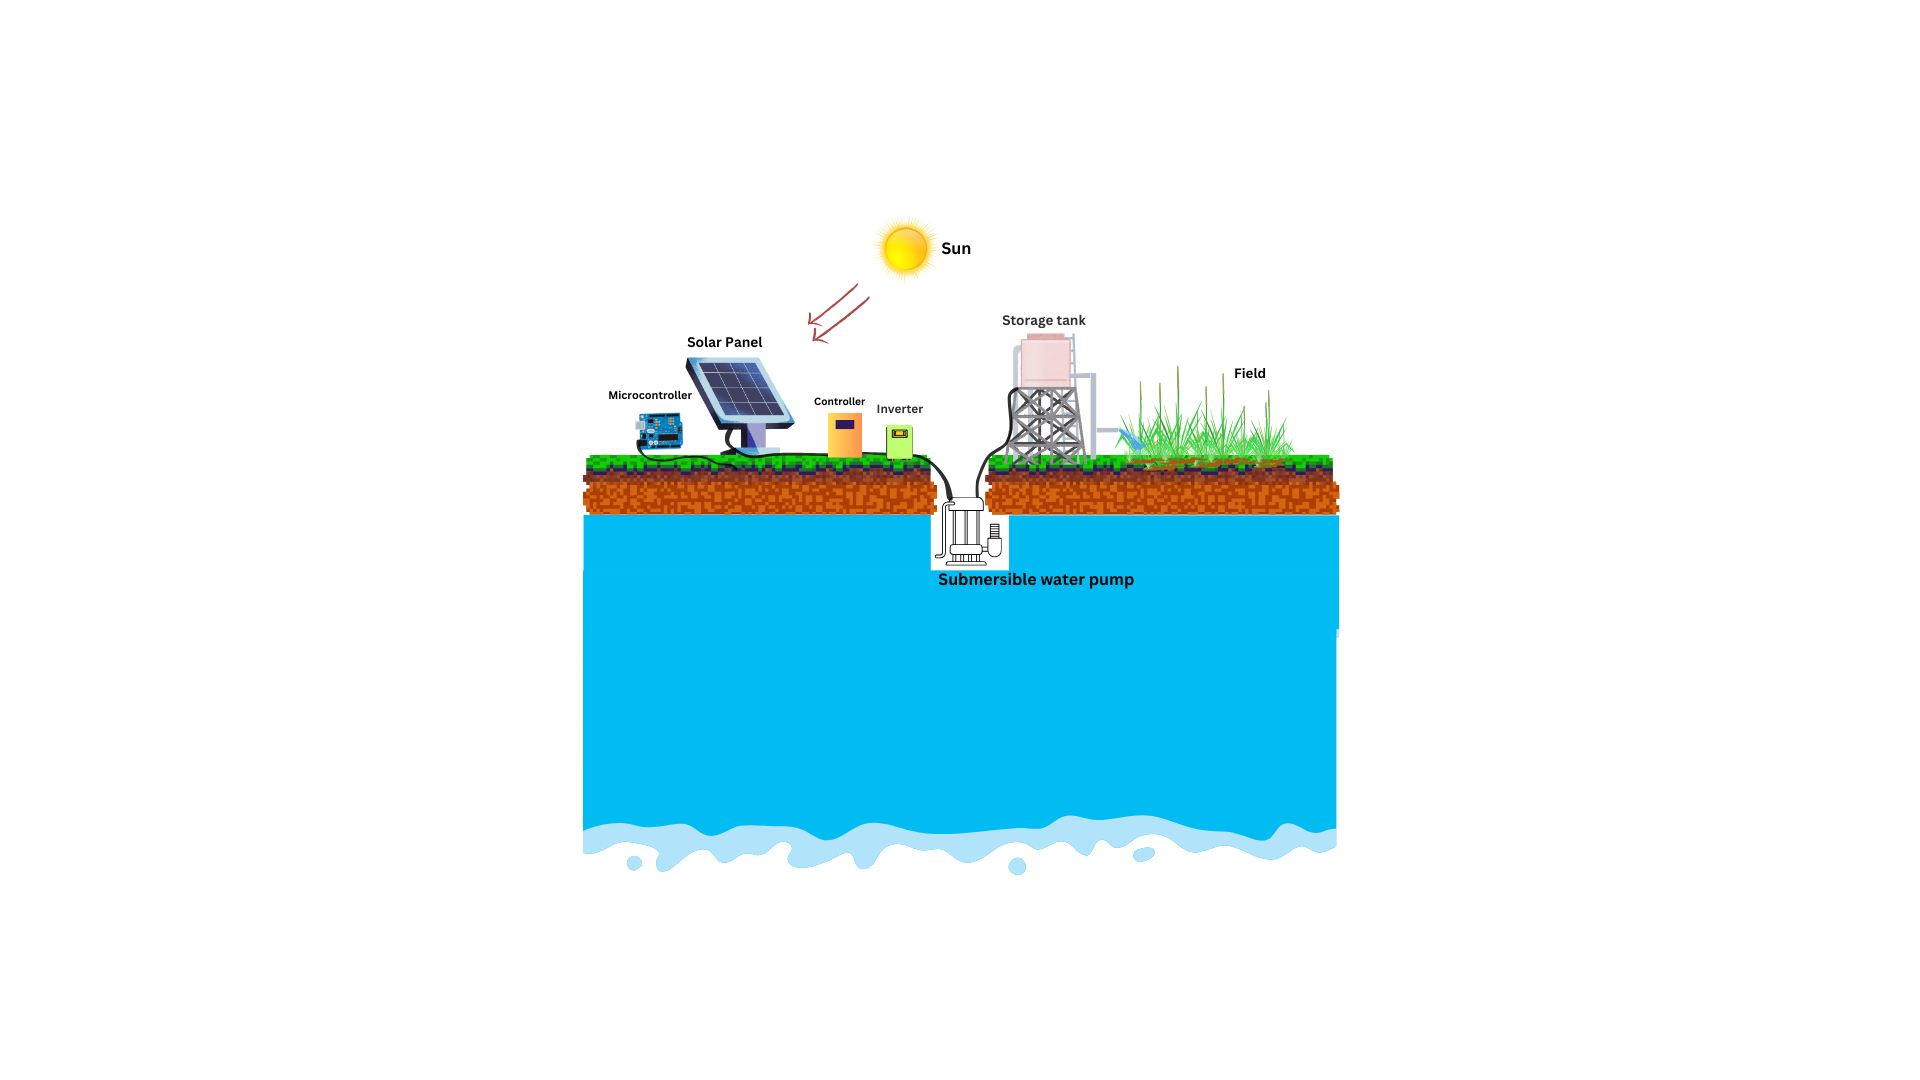 Sun
Storage tank
Solar Panel
Field
Microcontroller
Controller
Inverter
Submersible water pump